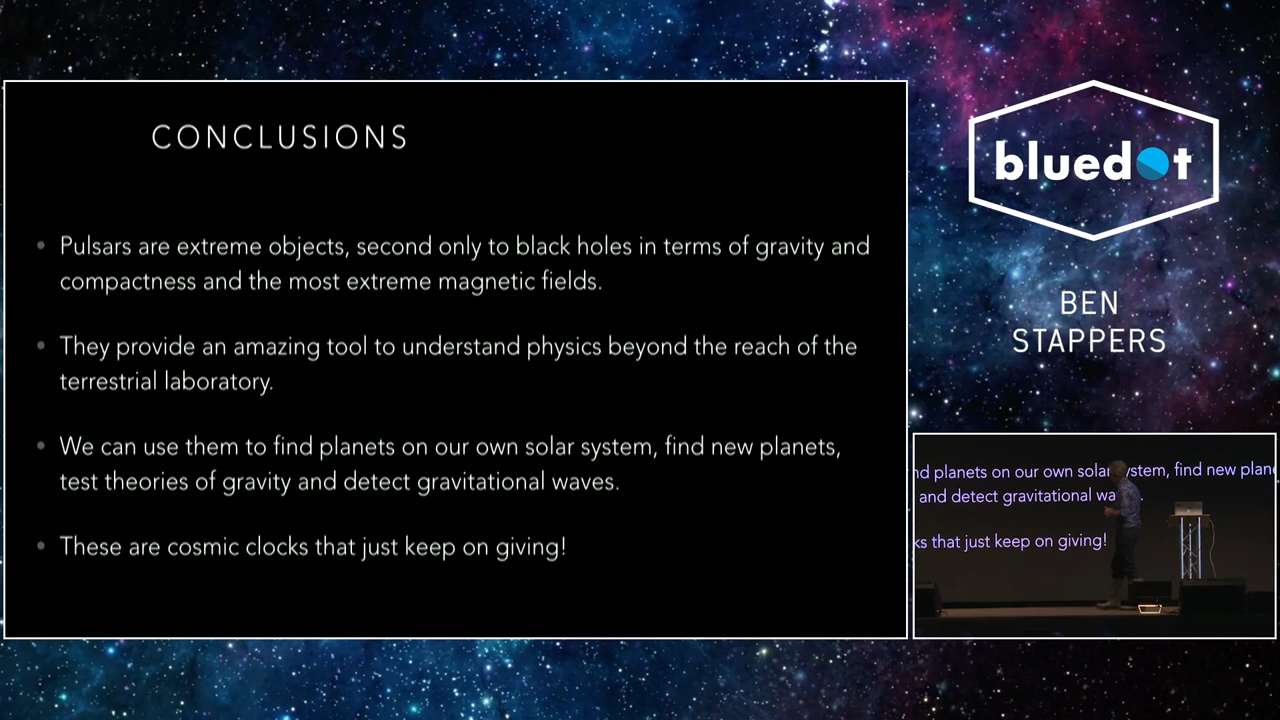 CONCLUSIONS
Pulsars are extreme objects, second only to black holes in terms of gravity and
compactness and the most extreme magnetic fields.
They provide an amazing tool to understand physics beyond the reach of the
terrestrial laboratory.
We can use them to find planets on our own solar system, find new planets,
test theories of gravity and detect gravitational waves.
These are cosmic clocks that just keep on giving!
bluedot
BEN
STAPPERS
planets on our own solar system, find new
and detect gravitational
that just keep on giving!